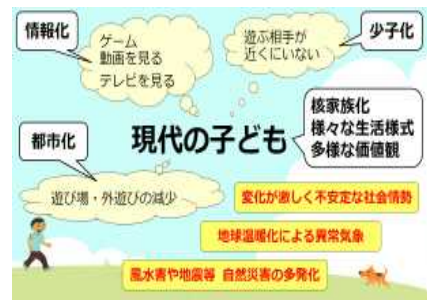 情報化
ゲーム
動画を見る
テレビを見る
遊ぶ相手が
近くにいない
少子化
都市化
現代の子ども
核家族化
様々な生活様式
多様な価値観
遊び場・外遊びの減少
変化が激しく不安定な社会情勢
地球温暖化による異常気象
風水害や地震等 自然災害の多発化